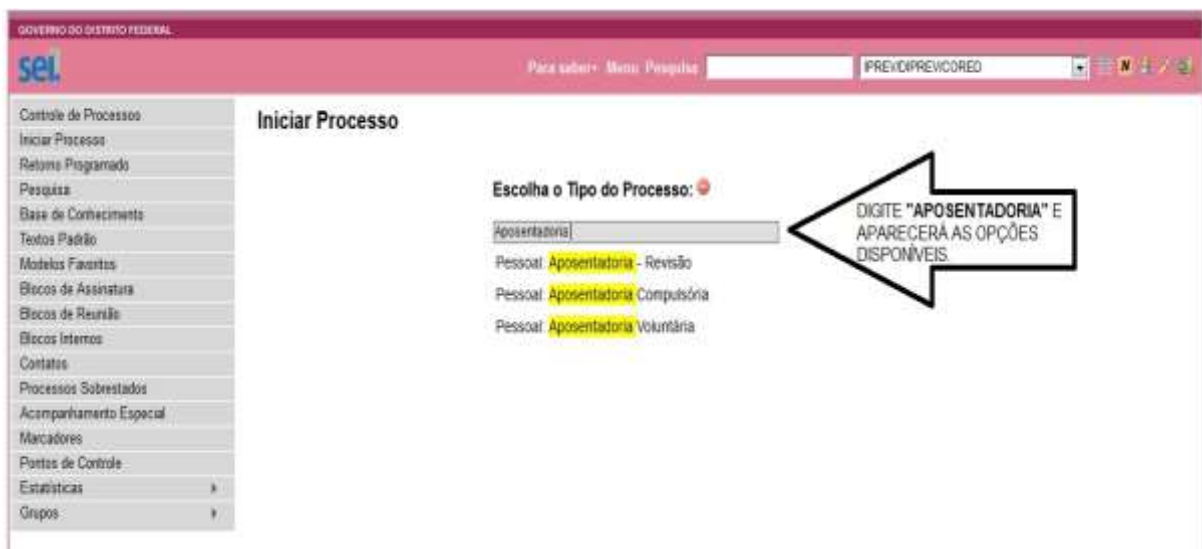 GOVERNO DO DISTRITO FEDERAL
sei.
Para saber+ Menu Pesquisa
IPREV/DIPREV/CORED
Controle de Processos
Iniciar Processo
Retorno Programado
Pesquisa
Base de Conhecimento
Textos Padrão
Modelos Favoritos
Blocos de Assinatura
Blocos de Reunião
Blocos Internos
Contatos
Processos Sobrestados
Acompanhamento Especial
Marcadores
Pontos de Controle
Estatísticas
Grupos
Iniciar Processo
Escolha o Tipo do Processo:
Aposentadoria
Pessoal: Aposentadoria - Revisão
Pessoal: Aposentadoria Compulsória
Pessoal: Aposentadoria Voluntária
DIGITE "APOSENTADORIA" E
APARECERÁ AS OPÇÕES
DISPONÍVEIS.